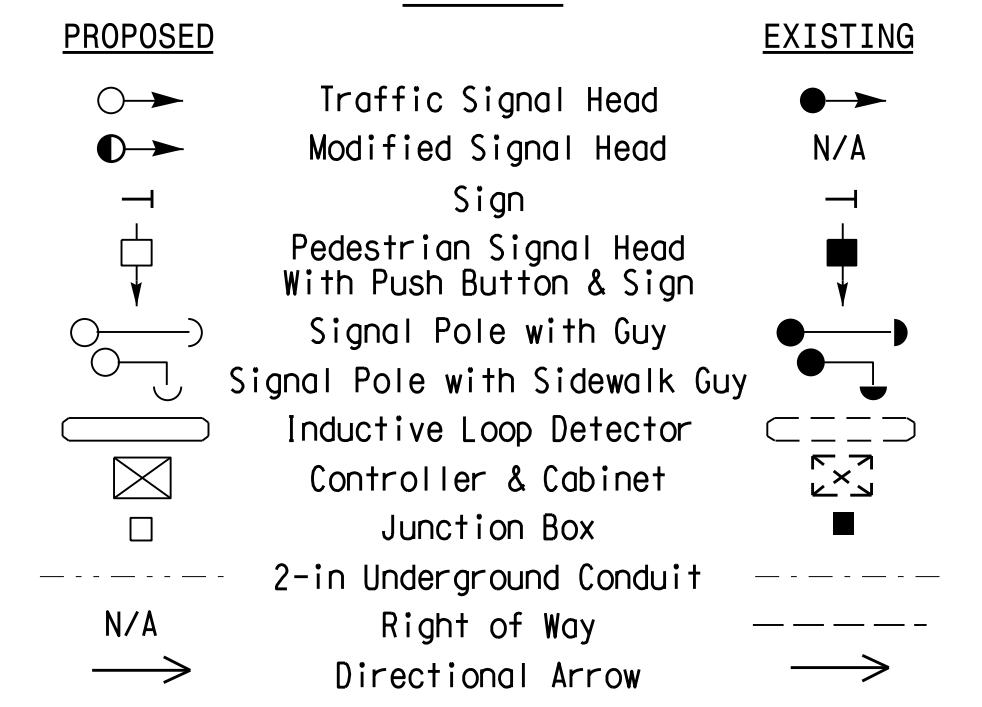 PROPOSED EXISTING
Traffic Signal Head
Modified Signal Head N/A
Sign
Pedestrian Signal Head
With Push Button & Sign
Signal Pole with Guy
Signal Pole with Sidewalk Guy
Inductive Loop Detector
Controller & Cabinet
Junction Box
2-in Underground Conduit
N/A Right of Way
Directional Arrow